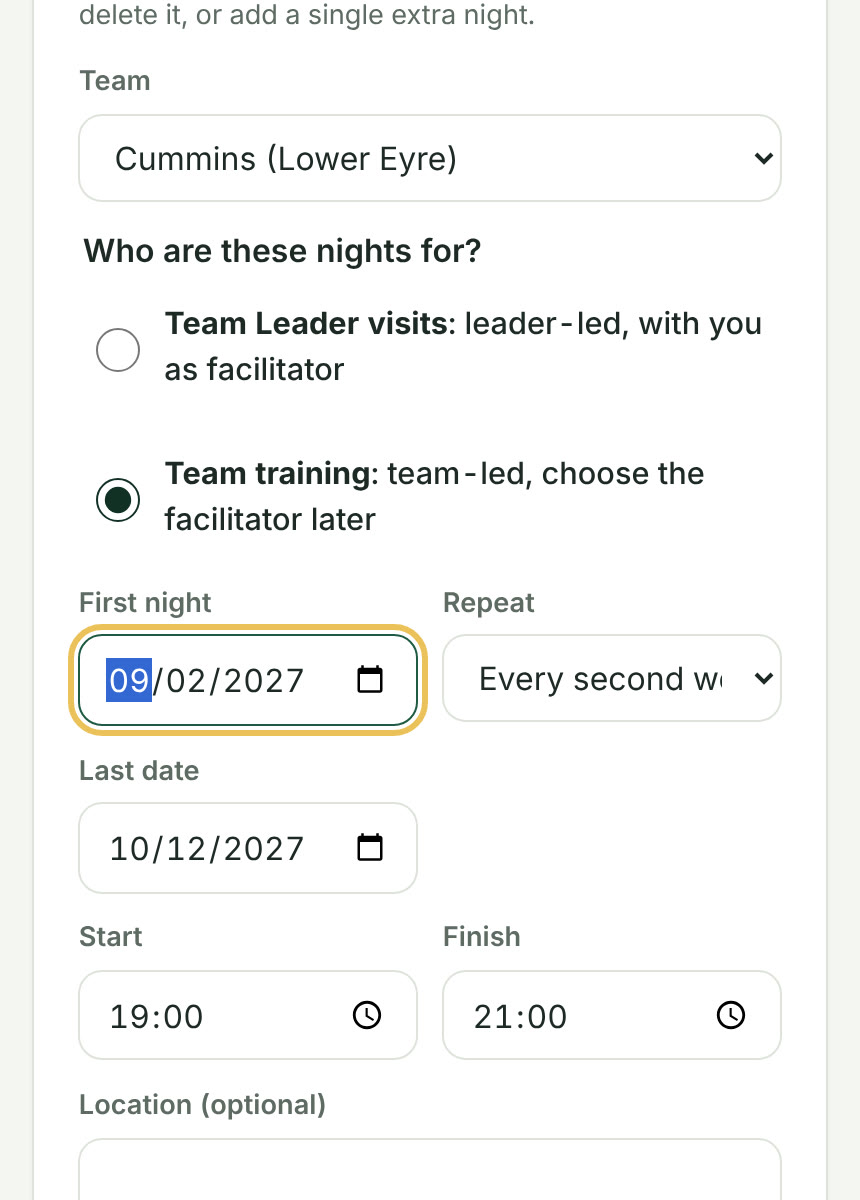 delete it, or add a single extra night.
Team
Cummins (Lower Eyre)
Who are these nights for?
Team Leader visits: leader-led, with you
as facilitator
Team training: team-led, choose the
facilitator later
First night
Repeat
09/02/2027
Every second
Last date
10/12/2027
Start
Finish
19:00
21:00
Location (optional)